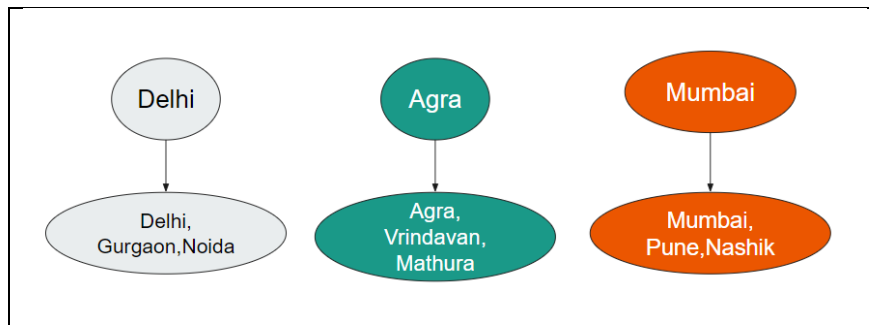 Delhi
Agra
Mumbai
Delhi,
Gurgaon,Noida
Agra,
Vrindavan,
Mathura
Mumbai,
Pune,Nashik